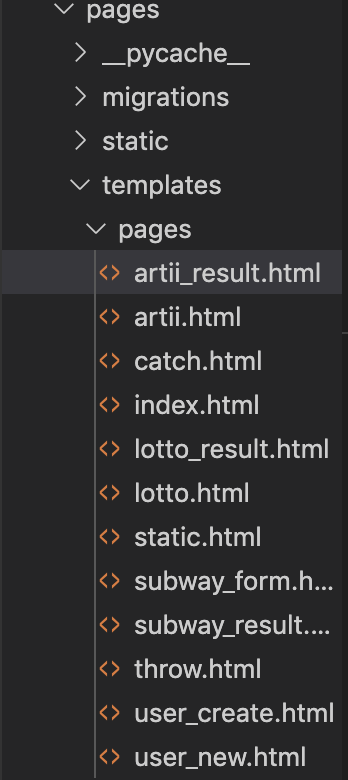 pages
__pycache__
migrations
static
templates
pages
artii_result.html
artii.html
catch.html
index.html
lotto_result.html
lotto.html
static.html
subway_form.h...
subway_result....
throw.html
user_create.html
user_new.html